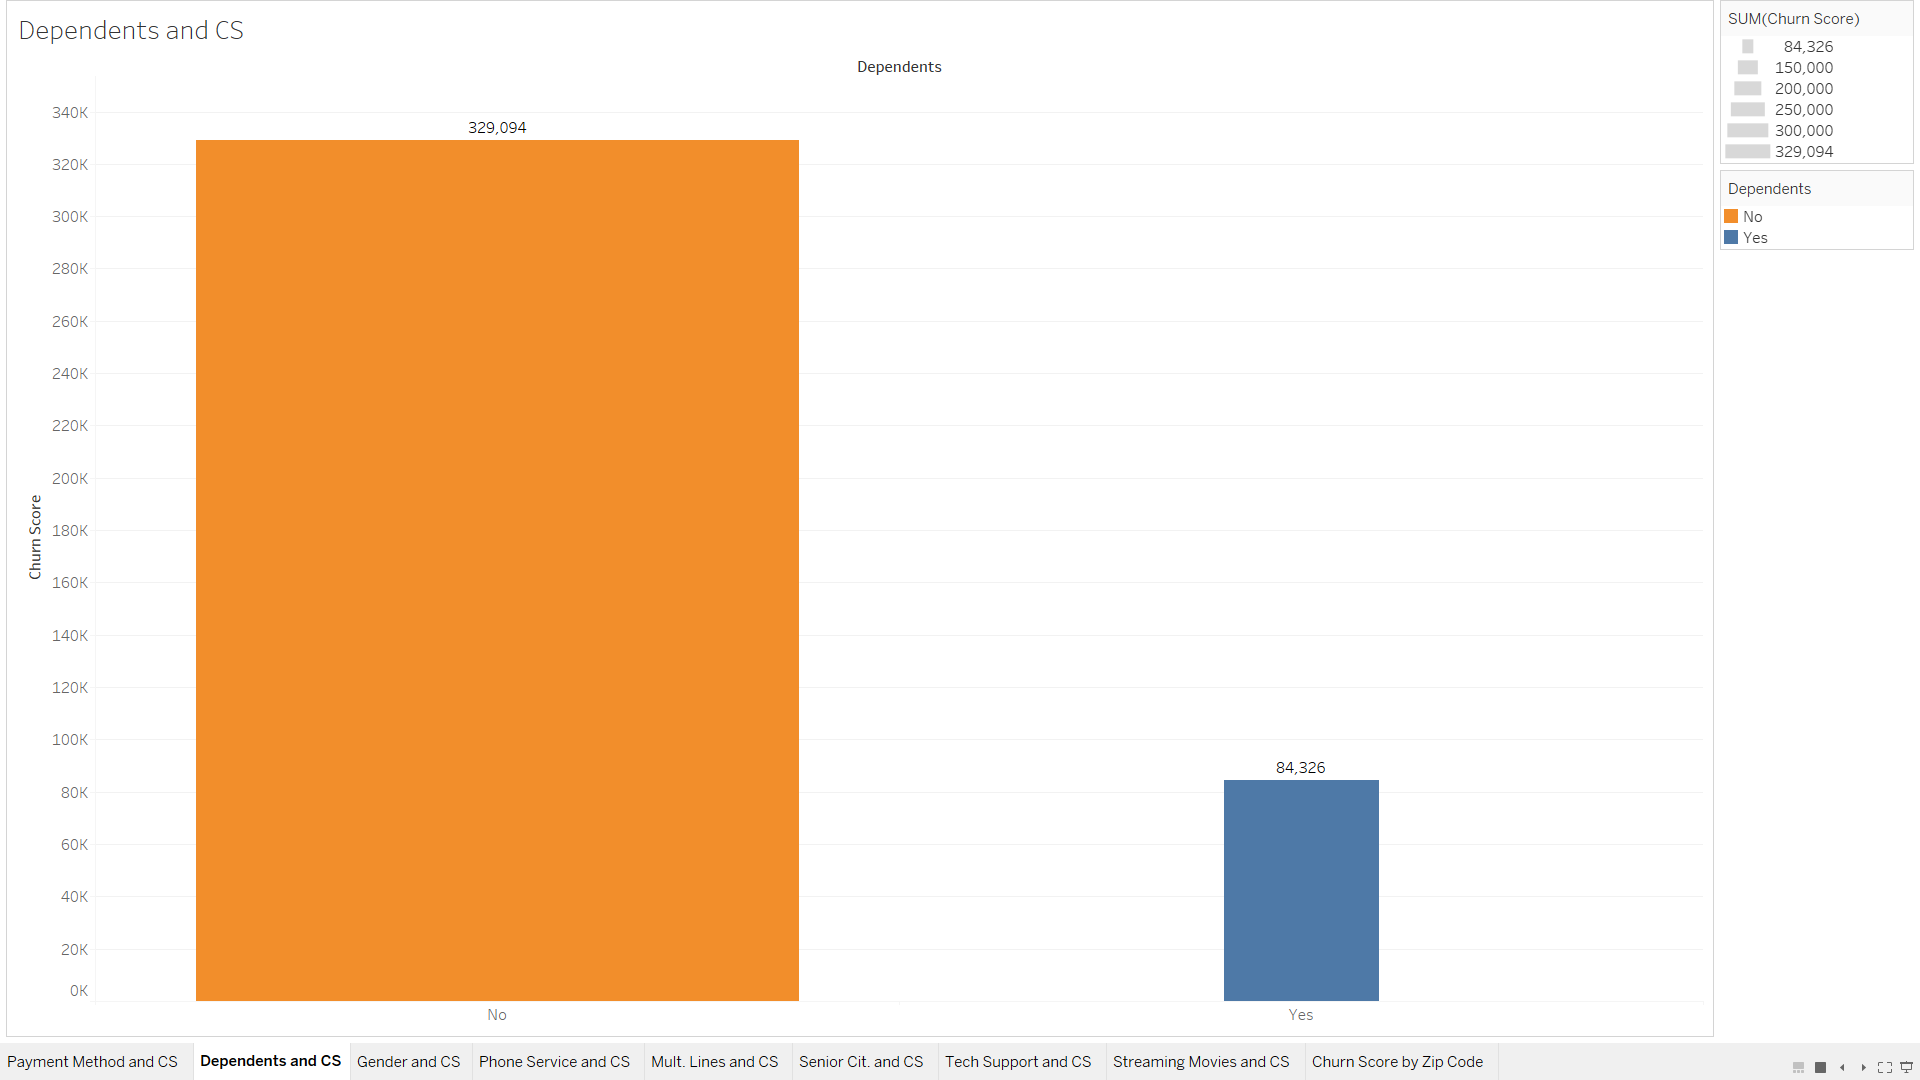 Dependents and CS
Dependents
Churn Score
340K
320K
300K
280K
260K
240K
220K
200K
180K
160K
140K
120K
100K
80K
60K
40K
20K
0K
329,094
84,326
No
Yes
SUM(Churn Score)
84,326
150,000
200,000
250,000
300,000
329,094
Dependents
No
Yes
Payment Method and CS
Dependents and CS
Gender and CS
Phone Service and CS
Mult. Lines and CS
Senior Cit. and CS
Tech Support and CS
Streaming Movies and CS
Churn Score by Zip Code